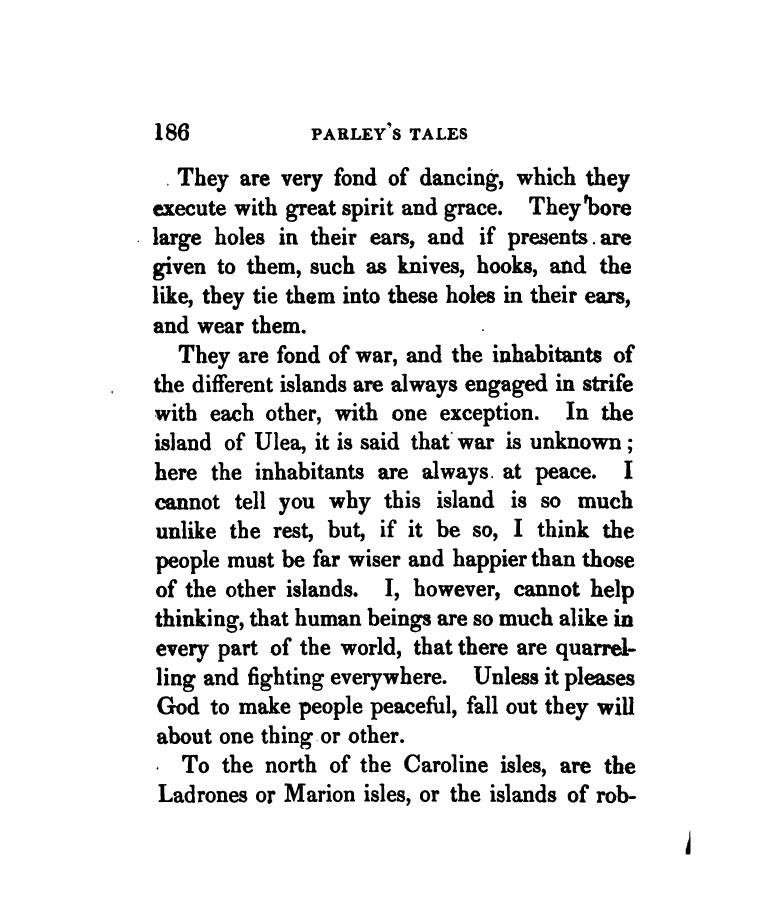 186 PARLEY'S TALES
They are very fond of dancing, which they
execute with great spirit and grace. They bore
large holes in their ears, and if presents are
given to them, such as knives, hooks, and the
like, they tie them into these holes in their ears,
and wear them.
They are fond of war, and the inhabitants of
the different islands are always engaged in strife
with each other, with one exception. In the
island of Ulea, it is said that war is unknown;
here the inhabitants are always at peace. I
cannot tell you why this island is so much
unlike the rest, but, if it be so, I think the
people must be far wiser and happier than those
of the other islands. I, however, cannot help
thinking, that human beings are so much alike in
every part of the world, that there are quarrel-
ling and fighting everywhere. Unless it pleases
God to make people peaceful, fall out they will
about one thing or other.
To the north of the Caroline isles, are the
Ladrones or Marion isles, or the islands of rob-